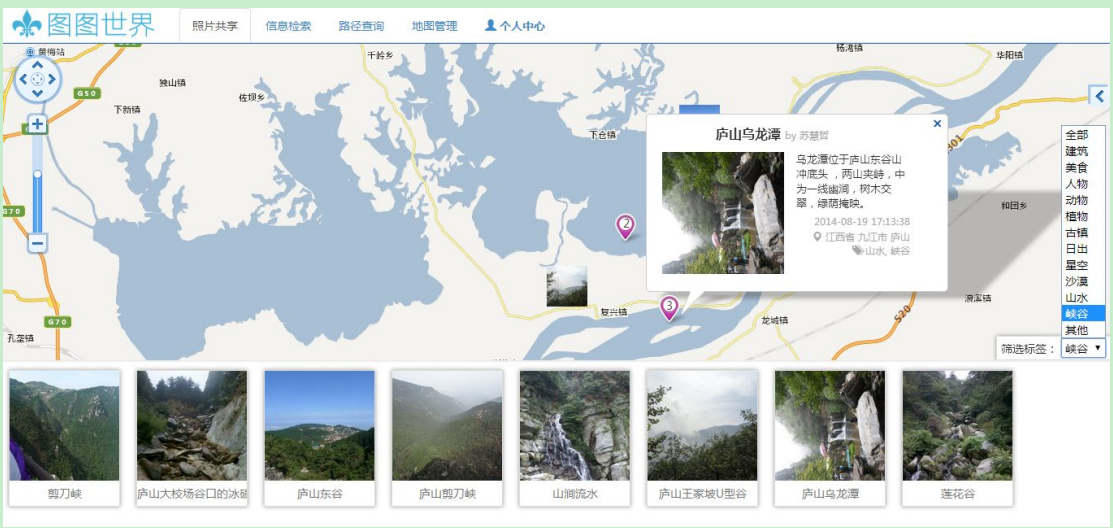 图图世界
照片共享
信息检索
路径查询
地图管理
个人中心
黄梅站
千岭乡
杨湾镇
华阳镇
独山镇
G50
佐坝乡
下新镇
下仓镇
庐山乌龙潭 by 苏慧哲
乌龙潭位于庐山东谷山
冲底头，两山夹峙，中
为一线幽涧，树木交
翠，绿荫掩映。
2014-08-19 17:13:38
江西省 九江市 庐山
山水, 峡谷
301
全部
建筑
美食
人物
动物
植物
古镇
日出
星空
沙漠
山水
峡谷
其他
G70
和团乡
2
3
复兴镇
龙城镇
520
G70
孔垄镇
筛选标签：
峡谷
剪刀峡
庐山大校场谷口的冰碛
庐山东谷
庐山剪刀峡
山涧流水
庐山王家坡U型谷
庐山乌龙潭
莲花谷